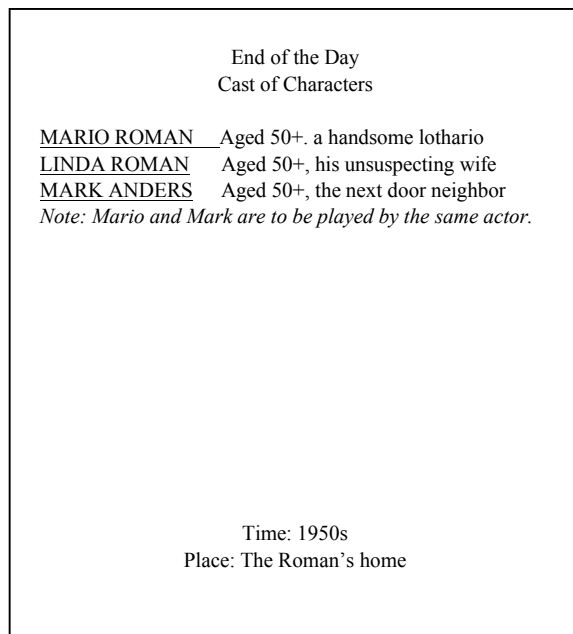 End of the Day
Cast of Characters
MARIO ROMAN Aged 50+. a handsome lothario
LINDA ROMAN Aged 50+, his unsuspecting wife
MARK ANDERS Aged 50+, the next door neighbor
Note: Mario and Mark are to be played by the same actor.
Time: 1950s
Place: The Roman’s home